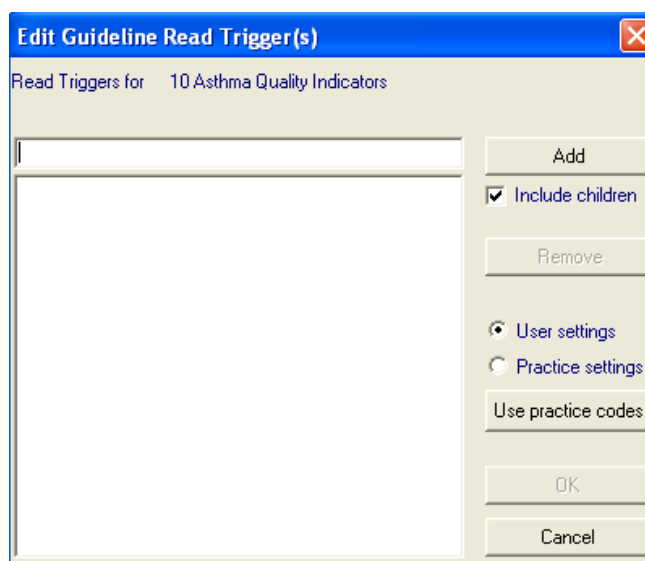 Edit Guideline Read Trigger(s)
Read Triggers for 10 Asthma Quality Indicators
Add
Include children
Remove
User settings
Practice settings
Use practice codes
OK
Cancel